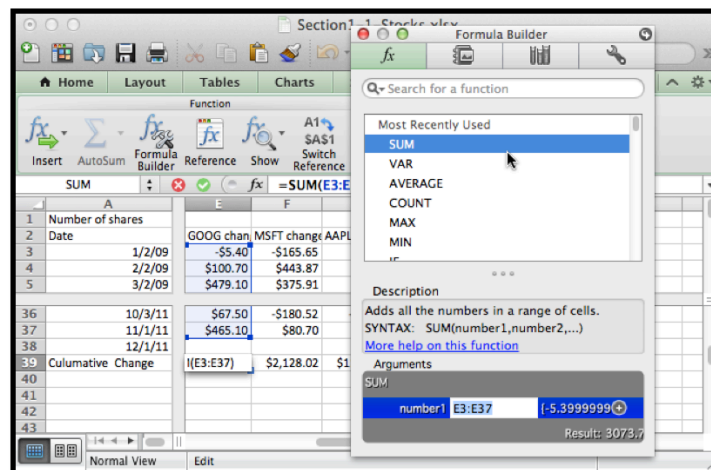 Section1_1_Stocks.xlsx
Formula Builder
Home Layout Tables Charts
fx
Search for a function
Function
Most Recently Used
SUM
VAR
AVERAGE
COUNT
MAX
MIN
Insert AutoSum Formula Builder Reference Show Switch Reference
A1
$A$1
SUM fx =SUM(E3:E
A E F
1 Number of shares
2 Date GOOG chan MSFT change AAPL
3 1/2/09 -$5.40 -$165.65
4 2/2/09 $100.70 $443.87
5 3/2/09 $479.10 $375.91
36 10/3/11 $67.50 -$180.52
37 11/1/11 $465.10 $80.70
38 12/1/11
39 Culumative Change I(E3:E37) $2,128.02 $1
40
41
42
43
Description
Adds all the numbers in a range of cells.
SYNTAX: SUM(number1,number2,...)
More help on this function
Arguments
SUM
number1 E3:E37 {-5.3999999
Result: 3073.7
Normal View Edit